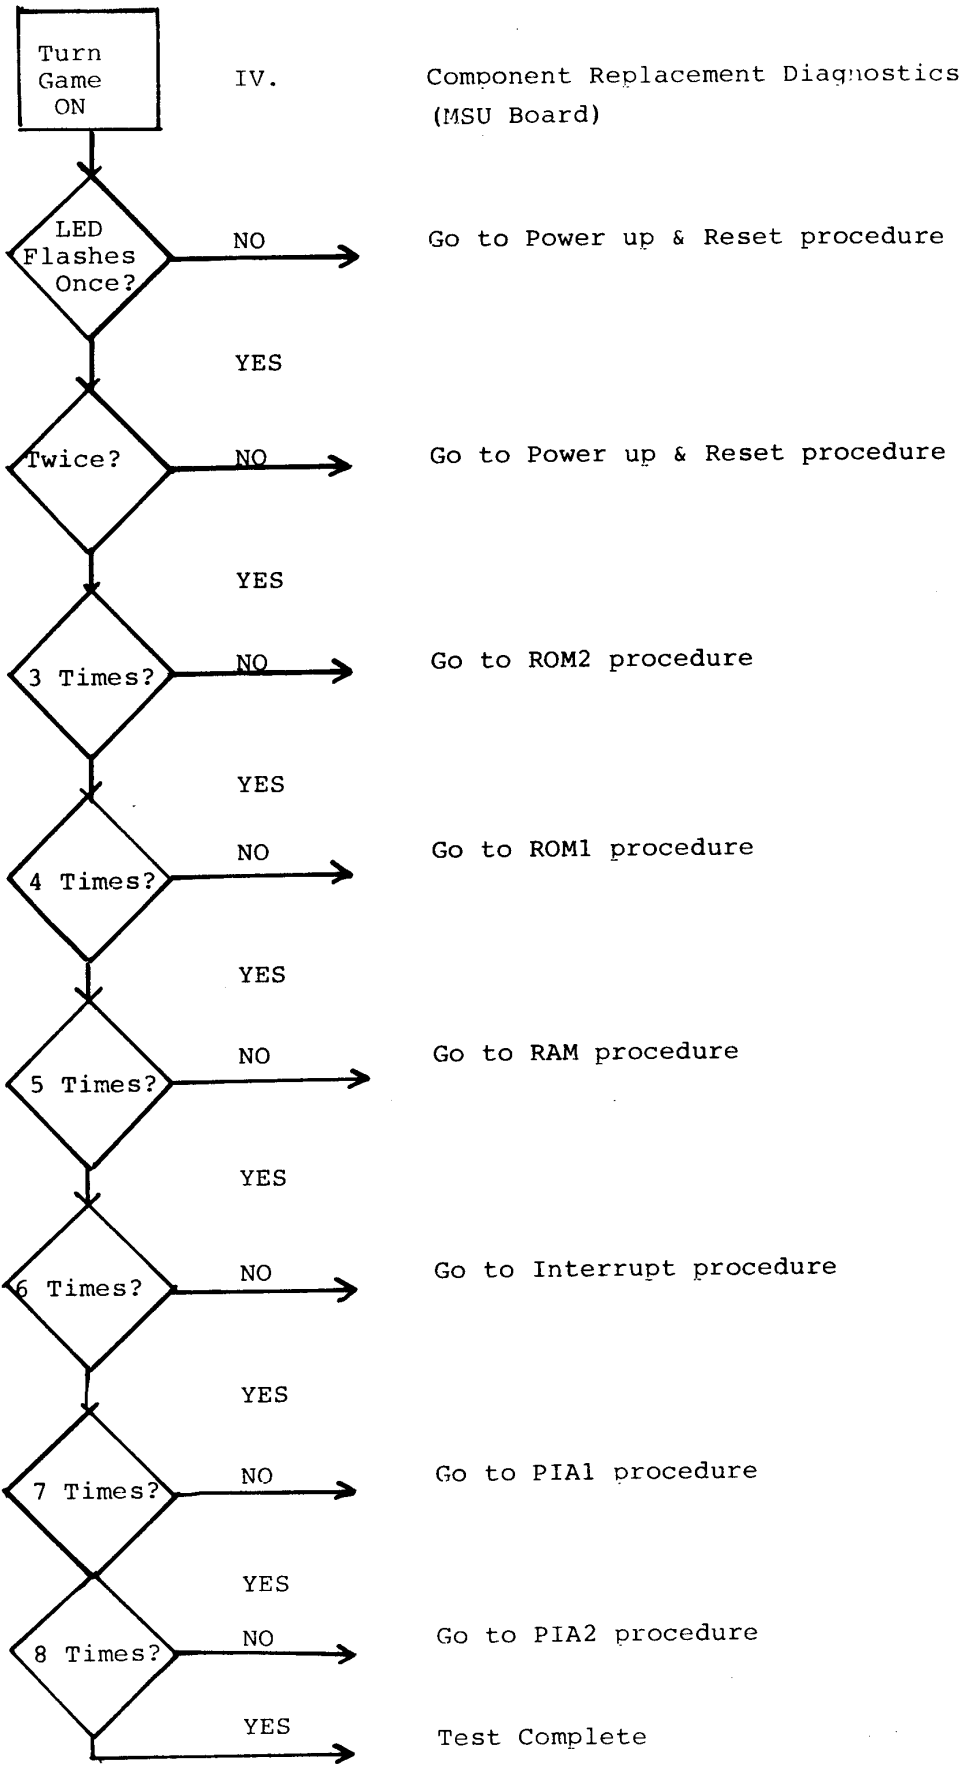 Turn
Game
ON
IV. Component Replacement Diagnostics
(MSU Board)
LED
Flashes
Once?
NO Go to Power up & Reset procedure
YES
Twice? NO Go to Power up & Reset procedure
YES
3 Times? NO Go to ROM2 procedure
YES
4 Times? NO Go to ROM1 procedure
YES
5 Times? NO Go to RAM procedure
YES
6 Times? NO Go to Interrupt procedure
YES
7 Times? NO Go to PIA1 procedure
YES
8 Times? NO Go to PIA2 procedure
YES Test Complete